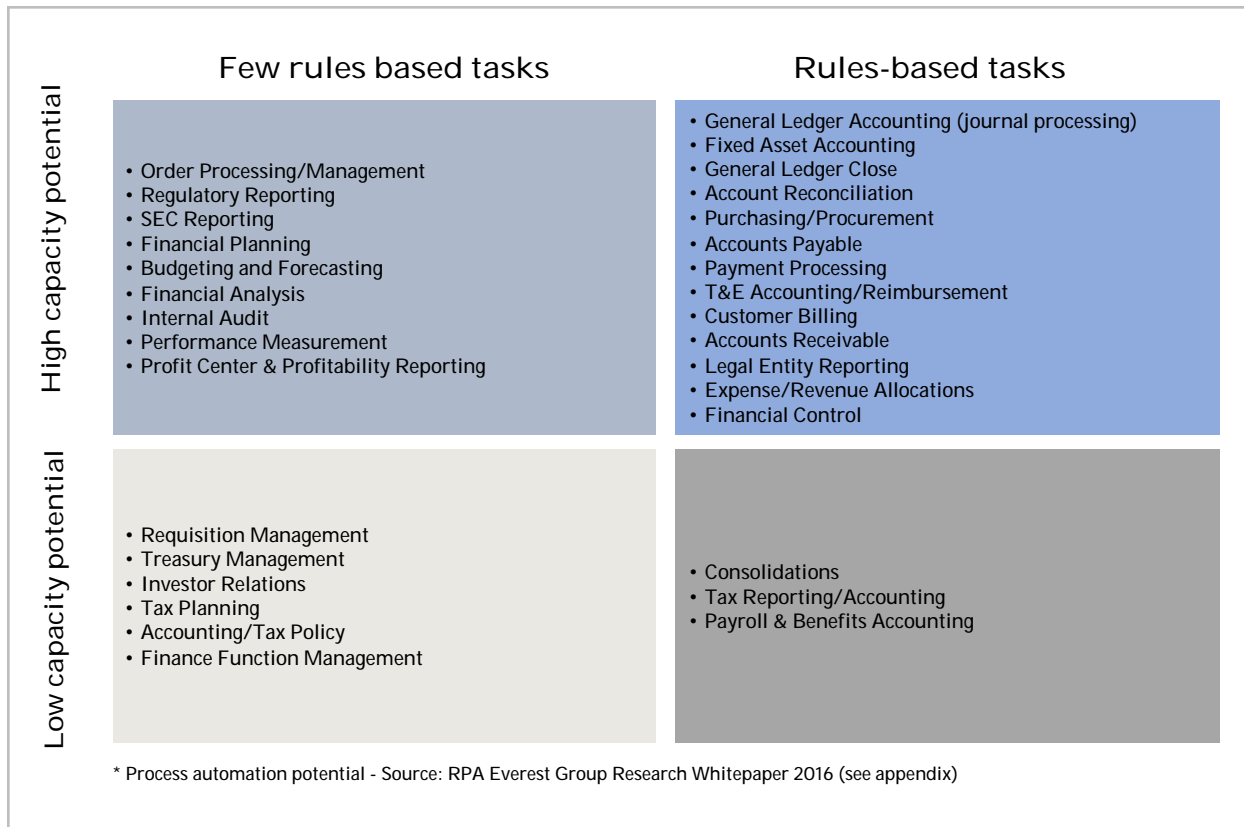 Few rules based tasks
Rules-based tasks
High capacity potential
• Order Processing/Management
• Regulatory Reporting
• SEC Reporting
• Financial Planning
• Budgeting and Forecasting
• Financial Analysis
• Internal Audit
• Performance Measurement
• Profit Center & Profitability Reporting
• General Ledger Accounting (journal processing)
• Fixed Asset Accounting
• General Ledger Close
• Account Reconciliation
• Purchasing/Procurement
• Accounts Payable
• Payment Processing
• T&E Accounting/Reimbursement
• Customer Billing
• Accounts Receivable
• Legal Entity Reporting
• Expense/Revenue Allocations
• Financial Control
Low capacity potential
• Requisition Management
• Treasury Management
• Investor Relations
• Tax Planning
• Accounting/Tax Policy
• Finance Function Management
• Consolidations
• Tax Reporting/Accounting
• Payroll & Benefits Accounting
* Process automation potential - Source: RPA Everest Group Research Whitepaper 2016 (see appendix)